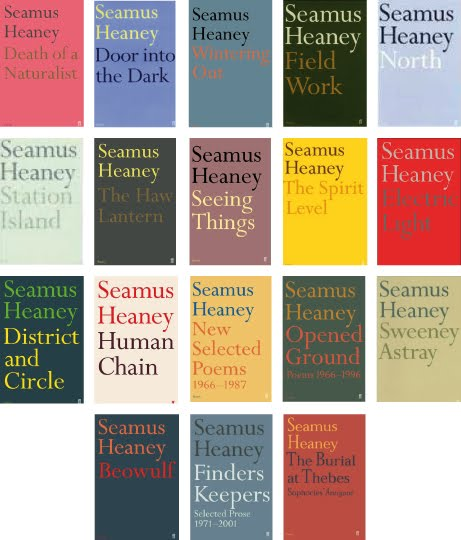 Seamus
Heaney
Death of a
Naturalist
Seamus
Heaney
Door into
the Dark
Seamus
Heaney
Wintering
Out
Seamus
Heaney
Field
Work
Seamus
Heaney
North
Seamus
Heaney
Station
Island
Seamus
Heaney
The Haw
Lantern
Seamus
Heaney
Seeing
Things
Seamus
Heaney
The Spirit
Level
Seamus
Heaney
Electric
Light
Seamus
Heaney
District
and
Circle
Seamus
Heaney
Human
Chain
Seamus
Heaney
New
Selected
Poems
1966–1987
Seamus
Heaney
Opened
Ground
Poems 1966–1996
Seamus
Heaney
Sweeney
Astray
Seamus
Heaney
Beowulf
Seamus
Heaney
Finders
Keepers
Selected Prose
1971–2001
Seamus
Heaney
The Burial
at Thebes
Sophocles' Antigone